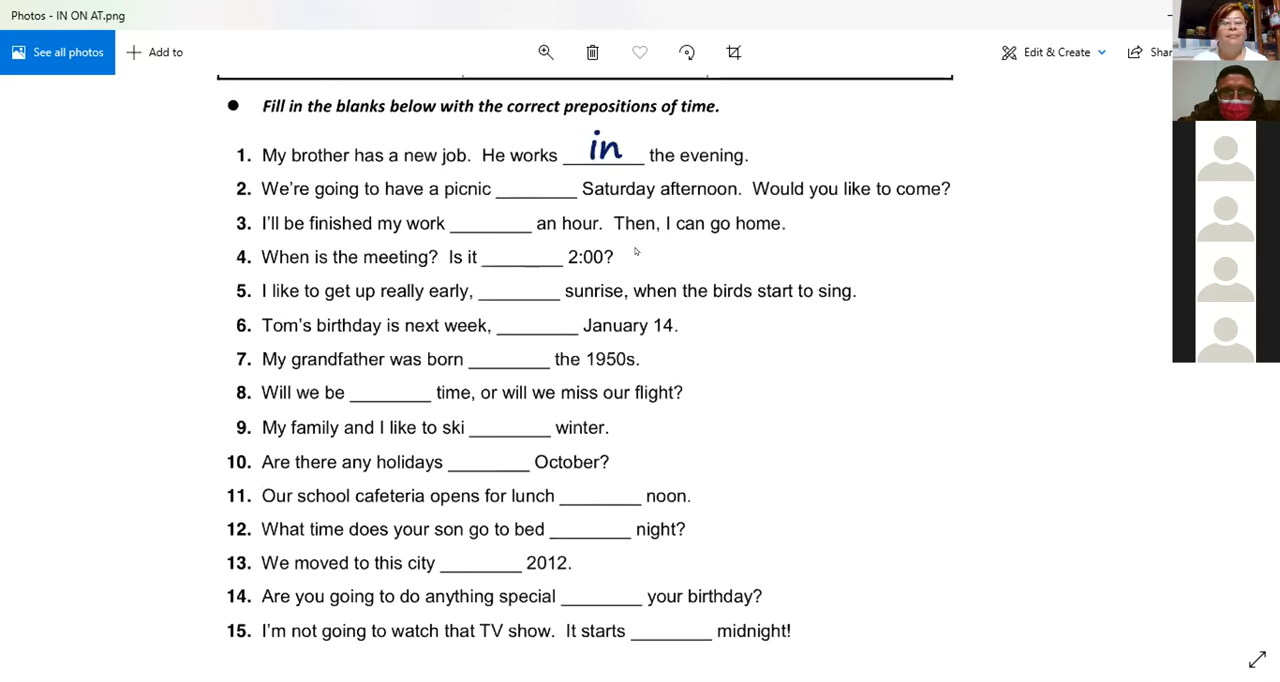 Photos - IN ON AT.png
See all photos
Add to
Edit & Create
Shar
● Fill in the blanks below with the correct prepositions of time.
1. My brother has a new job. He works ___in___ the evening.
2. We're going to have a picnic ________ Saturday afternoon. Would you like to come?
3. I'll be finished my work ________ an hour. Then, I can go home.
4. When is the meeting? Is it ________ 2:00?
5. I like to get up really early, ________ sunrise, when the birds start to sing.
6. Tom's birthday is next week, ________ January 14.
7. My grandfather was born ________ the 1950s.
8. Will we be ________ time, or will we miss our flight?
9. My family and I like to ski ________ winter.
10. Are there any holidays ________ October?
11. Our school cafeteria opens for lunch ________ noon.
12. What time does your son go to bed ________ night?
13. We moved to this city ________ 2012.
14. Are you going to do anything special ________ your birthday?
15. I'm not going to watch that TV show. It starts ________ midnight!